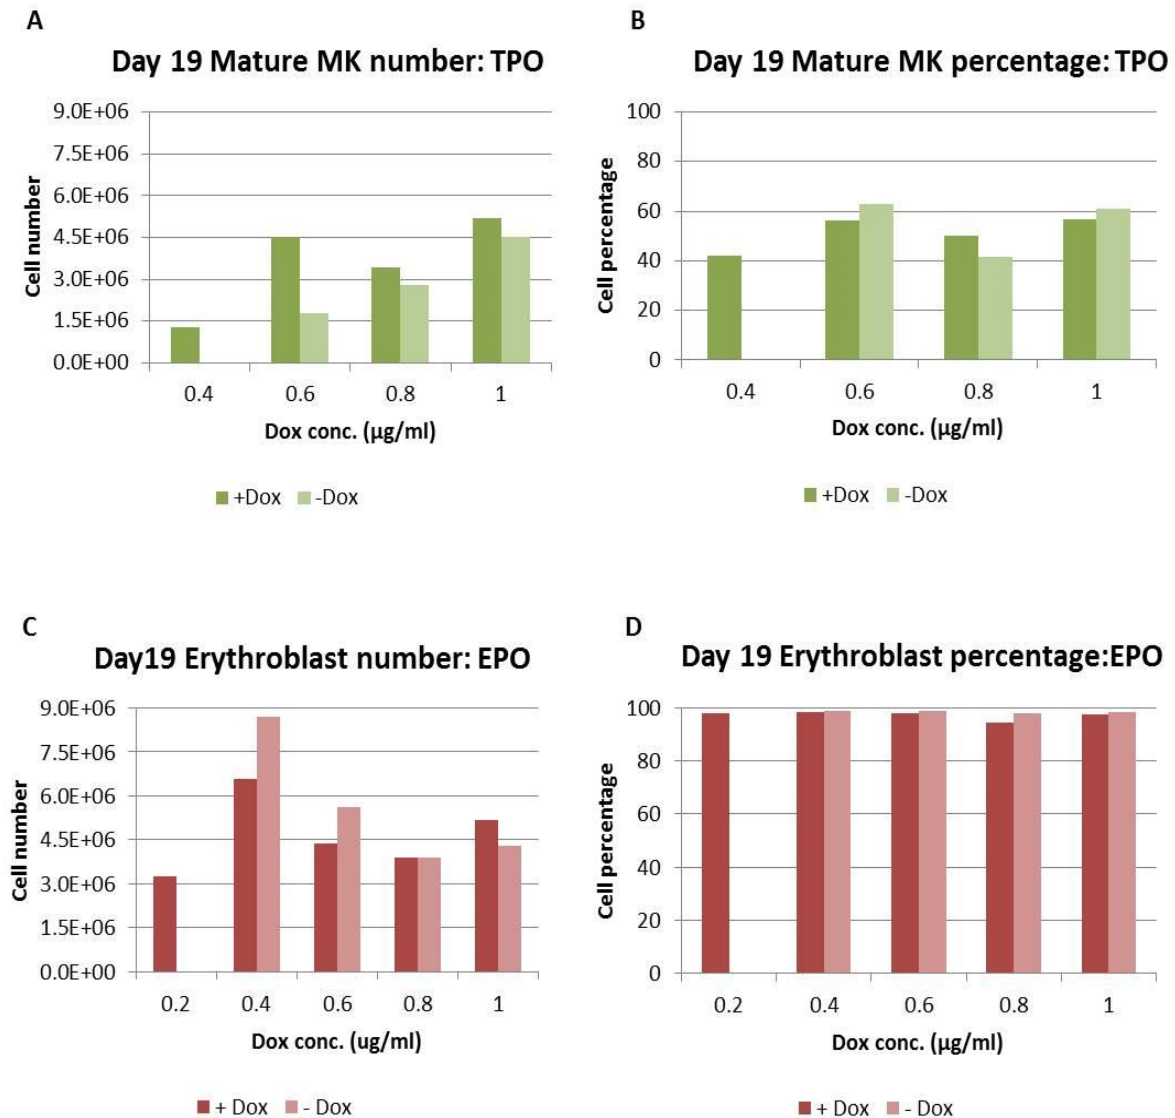 A
Day 19 Mature MK number: TPO
9.0E+06
7.5E+06
6.0E+06
4.5E+06
3.0E+06
1.5E+06
0.0E+00
Cell number
0.4 0.6 0.8 1
Dox conc. (µg/ml)
+Dox -Dox
B
Day 19 Mature MK percentage: TPO
100
80
60
40
20
0
Cell percentage
0.4 0.6 0.8 1
Dox conc. (µg/ml)
+Dox -Dox
C
Day19 Erythroblast number: EPO
9.0E+06
7.5E+06
6.0E+06
4.5E+06
3.0E+06
1.5E+06
0.0E+00
Cell number
0.2 0.4 0.6 0.8 1
Dox conc. (ug/ml)
+ Dox - Dox
D
Day 19 Erythroblast percentage:EPO
100
80
60
40
20
0
Cell percentage
0.2 0.4 0.6 0.8 1
Dox conc. (µg/ml)
+ Dox - Dox